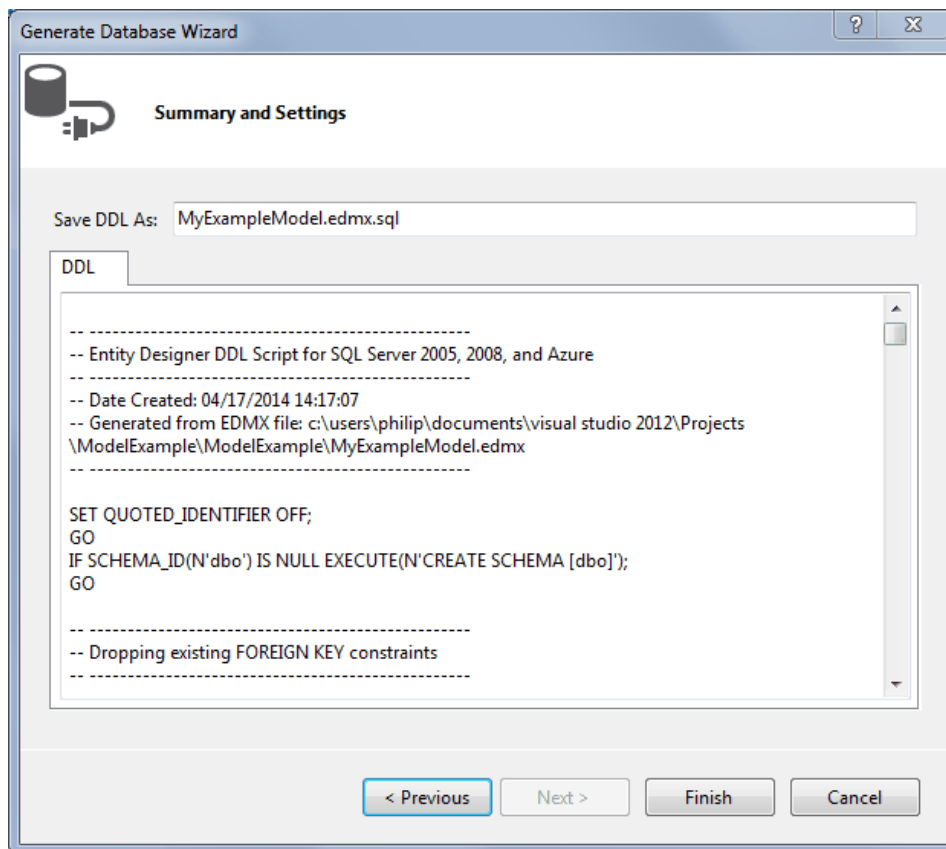 Generate Database Wizard
Summary and Settings
Save DDL As: MyExampleModel.edmx.sql
DDL
-- --------------------------------------------------
-- Entity Designer DDL Script for SQL Server 2005, 2008, and Azure
-- --------------------------------------------------
-- Date Created: 04/17/2014 14:17:07
-- Generated from EDMX file: c:\users\philip\documents\visual studio 2012\Projects
\ModelExample\ModelExample\MyExampleModel.edmx
-- --------------------------------------------------
SET QUOTED_IDENTIFIER OFF;
GO
IF SCHEMA_ID(N'dbo') IS NULL EXECUTE(N'CREATE SCHEMA [dbo]');
GO
-- --------------------------------------------------
-- Dropping existing FOREIGN KEY constraints
-- --------------------------------------------------
< Previous
Next >
Finish
Cancel